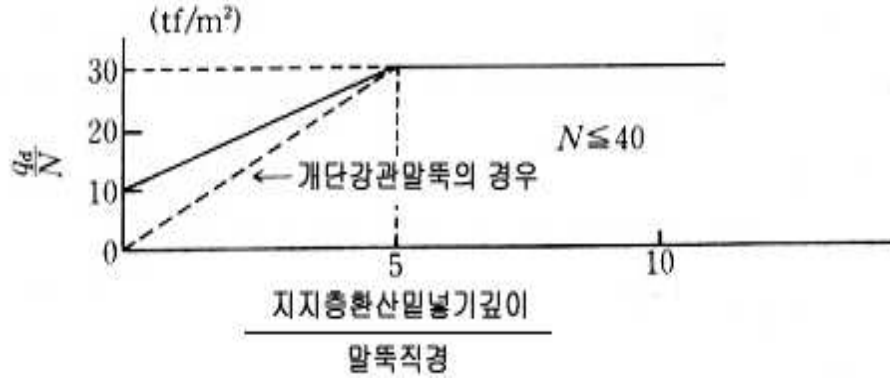 (tf/m²)
30
20
10
0
q_d/N
N≦40
←개단강관말뚝의 경우
5
10
지지층환산밑넣기깊이
말뚝직경